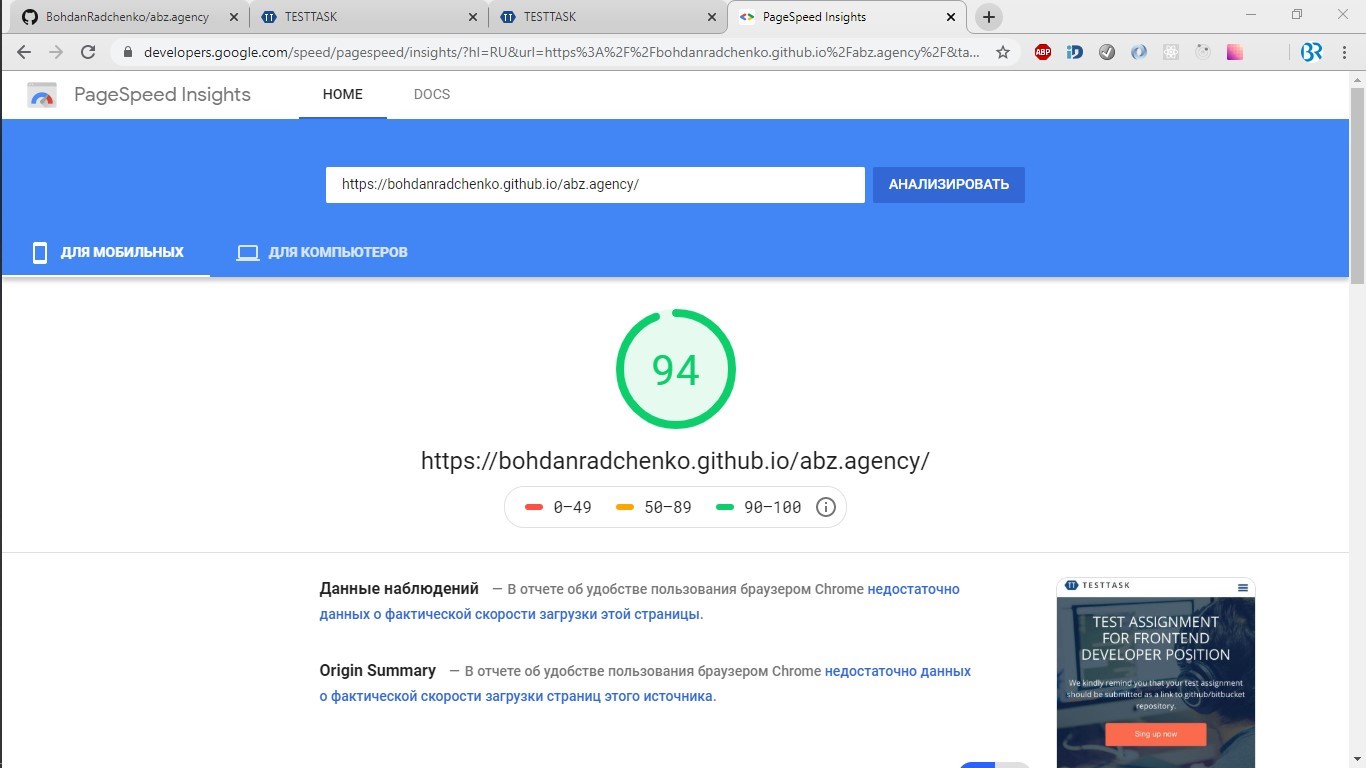 BohdanRadchenko/abz.agency
TESTTASK
TESTTASK
PageSpeed Insights
developers.google.com/speed/pagespeed/insights/?hl=RU&url=https%3A%2F%2Fbohdanradchenko.github.io%2Fabz.agency%2F&ta...
ABP
PageSpeed Insights
HOME
DOCS
https://bohdanradchenko.github.io/abz.agency/
АНАЛИЗИРОВАТЬ
ДЛЯ МОБИЛЬНЫХ
ДЛЯ КОМПЬЮТЕРОВ
94
https://bohdanradchenko.github.io/abz.agency/
0–49
50–89
90–100
Данные наблюдений — В отчете об удобстве пользования браузером Chrome недостаточно
данных о фактической скорости загрузки этой страницы.
Origin Summary — В отчете об удобстве пользования браузером Chrome недостаточно данных
о фактической скорости загрузки страниц этого источника.
TT TESTTASK
TEST ASSIGNMENT
FOR FRONTEND
DEVELOPER POSITION
We kindly remind you that your test assignment
should be submitted as a link to github/bitbucket
repository.
Sing up now